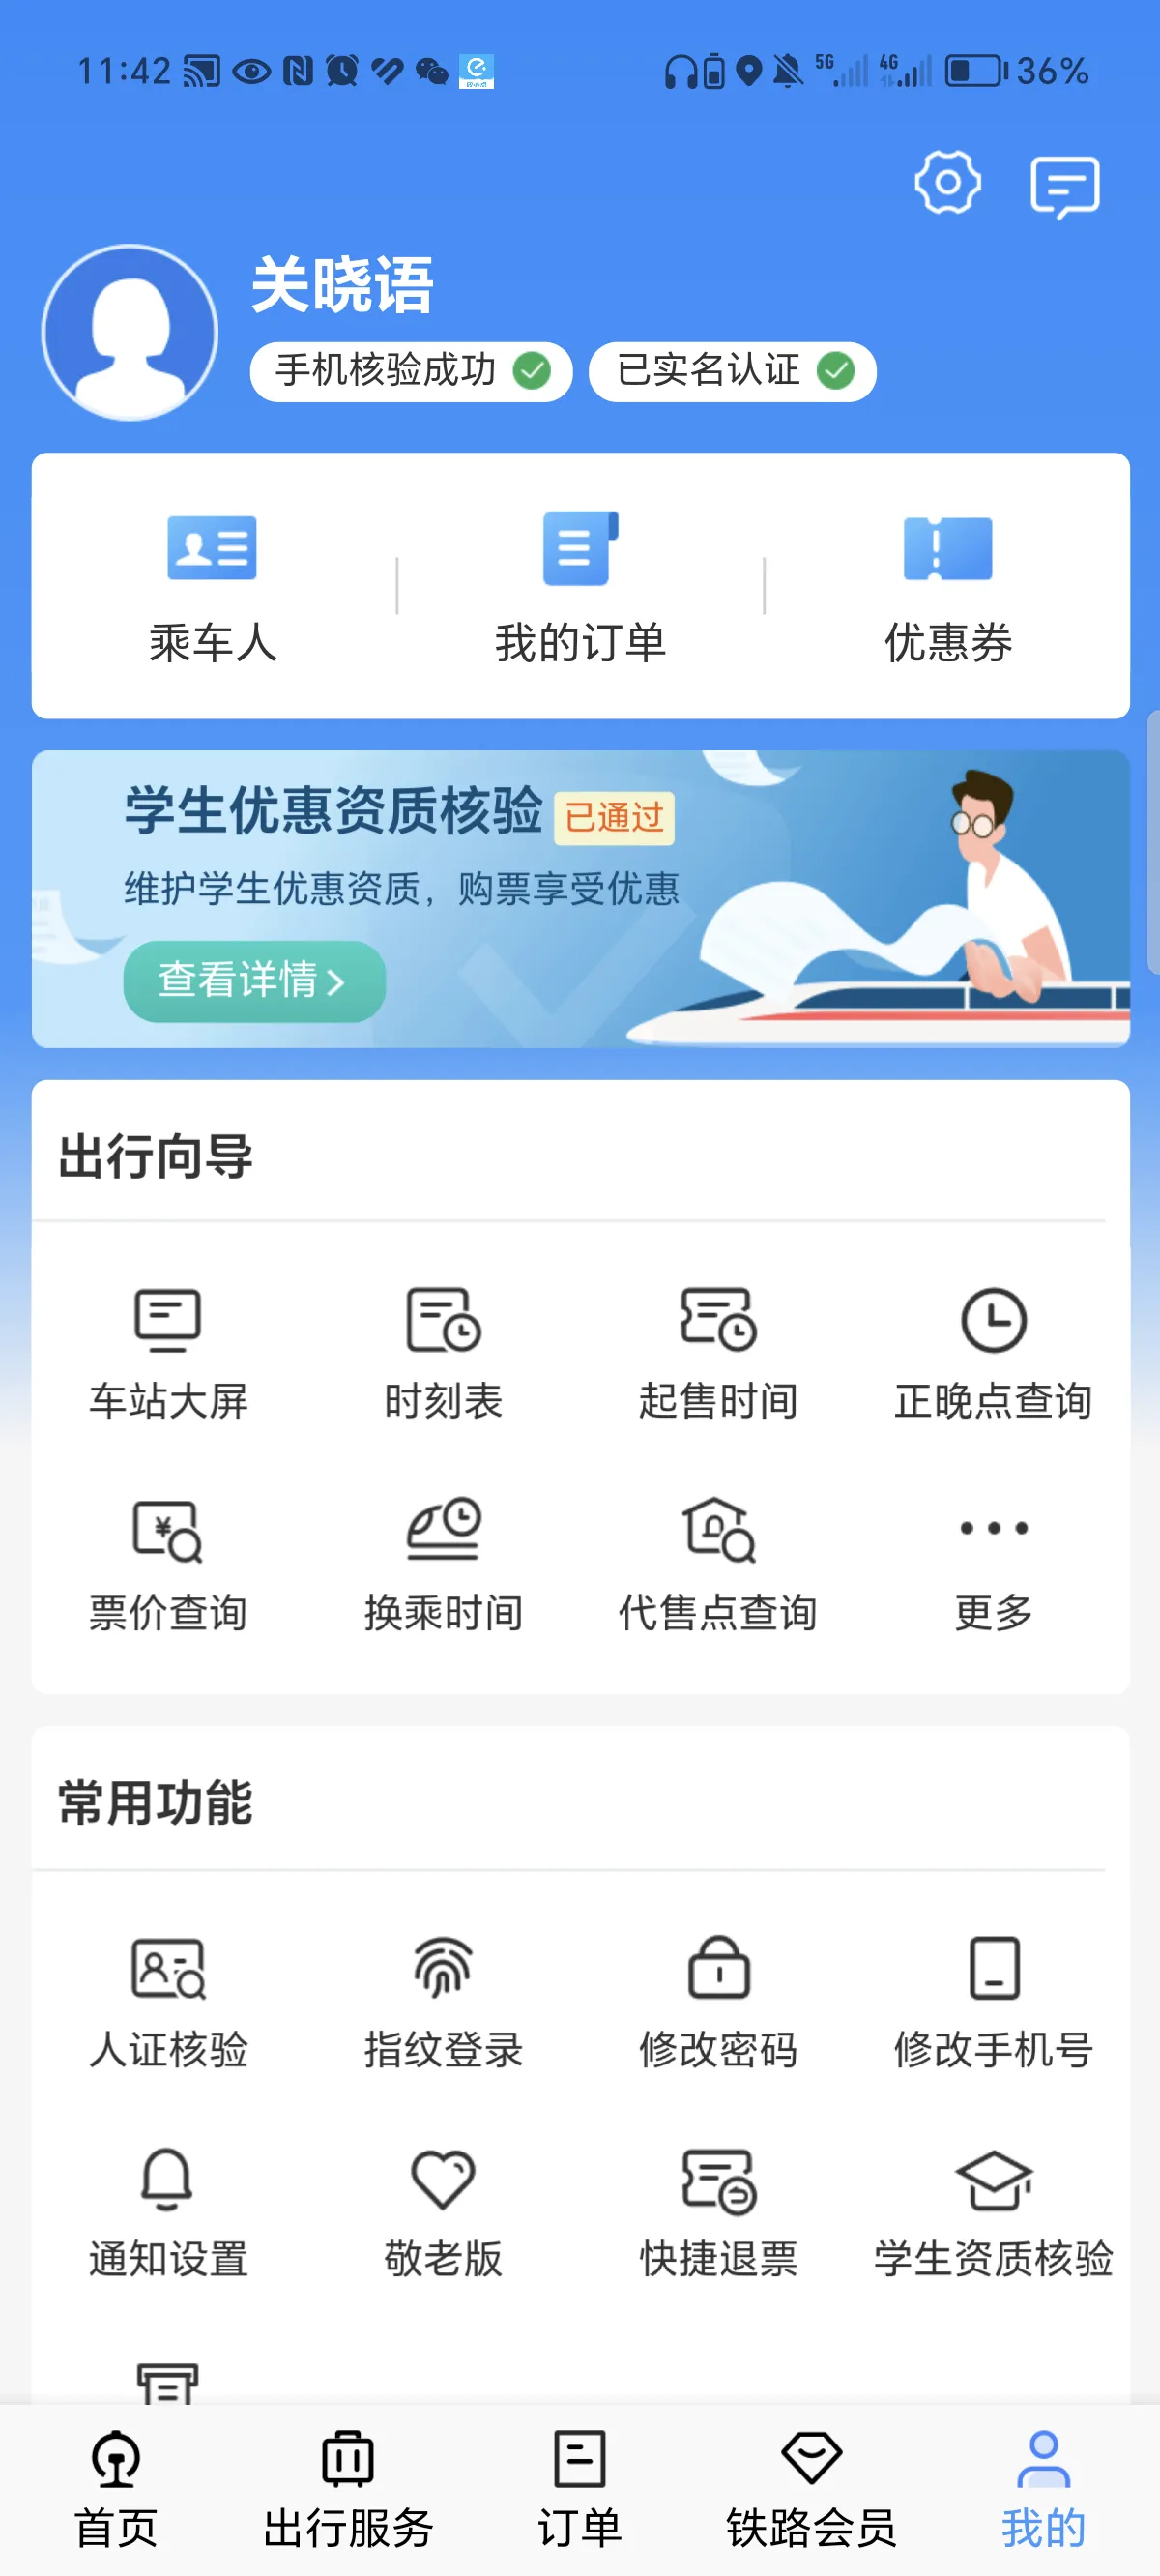 11:42
5G 4G 36%
关晓语
手机核验成功 已实名认证
乘车人 我的订单 优惠券
学生优惠资质核验 已通过
维护学生优惠资质，购票享受优惠
查看详情 >
出行向导
车站大屏 时刻表 起售时间 正晚点查询
票价查询 换乘时间 代售点查询 更多
常用功能
人证核验 指纹登录 修改密码 修改手机号
通知设置 敬老版 快捷退票 学生资质核验
首页 出行服务 订单 铁路会员 我的